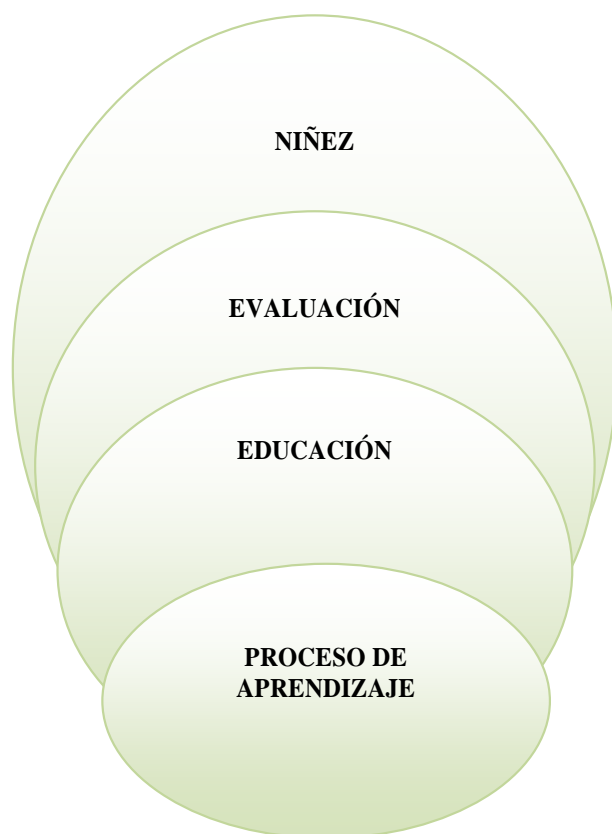 NIÑEZ
EVALUACIÓN
EDUCACIÓN
PROCESO DE
APRENDIZAJE